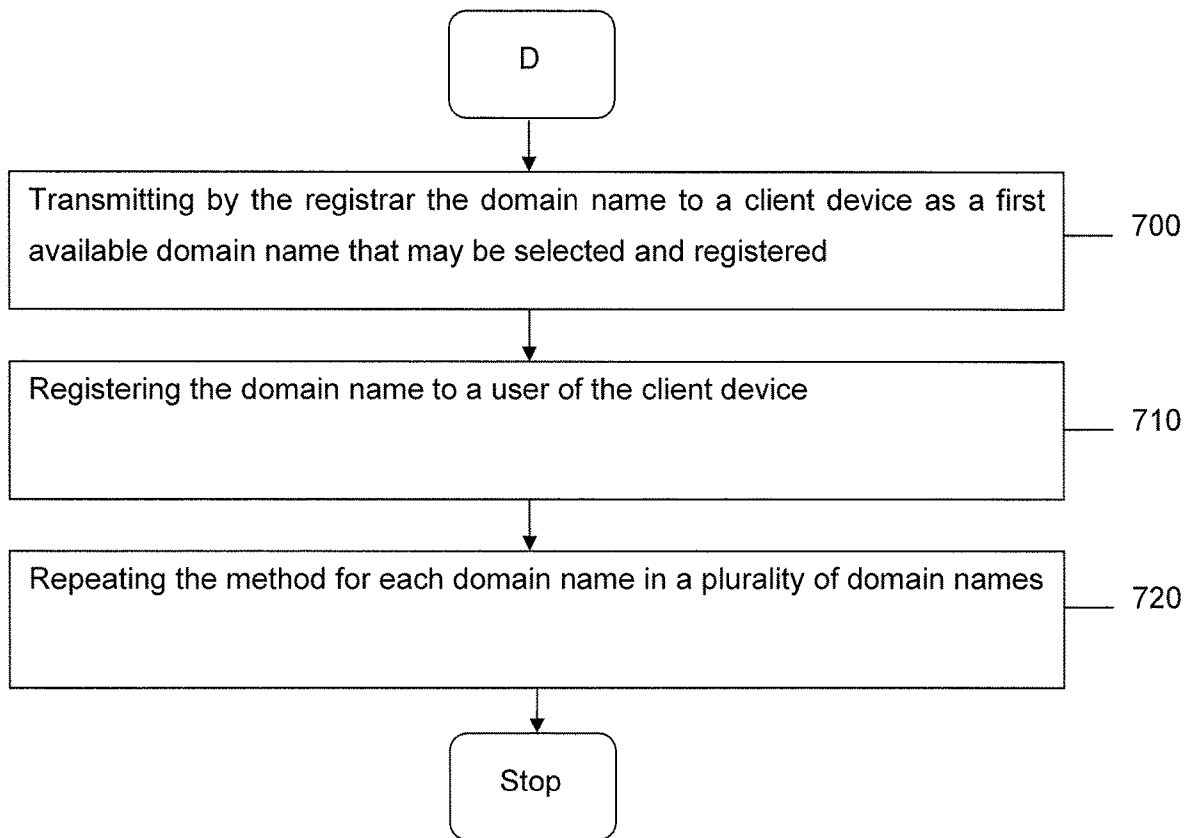 D
Transmitting by the registrar the domain name to a client device as a first
available domain name that may be selected and registered
700
Registering the domain name to a user of the client device
710
Repeating the method for each domain name in a plurality of domain names
720
Stop